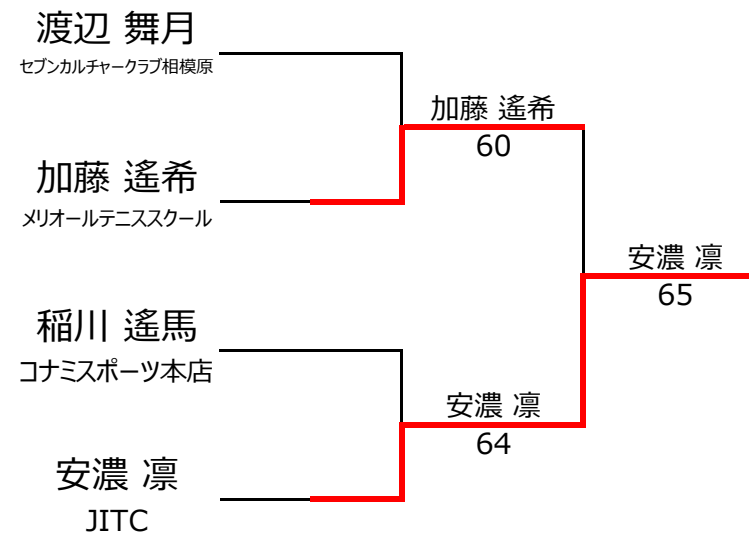 渡辺 舞月
セブンカルチャークラブ相模原
加藤 遙希
60
加藤 遙希
メリオールテニススクール
安濃 凛
65
稲川 遙馬
コナミスポーツ本店
安濃 凛
64
安濃 凛
JITC